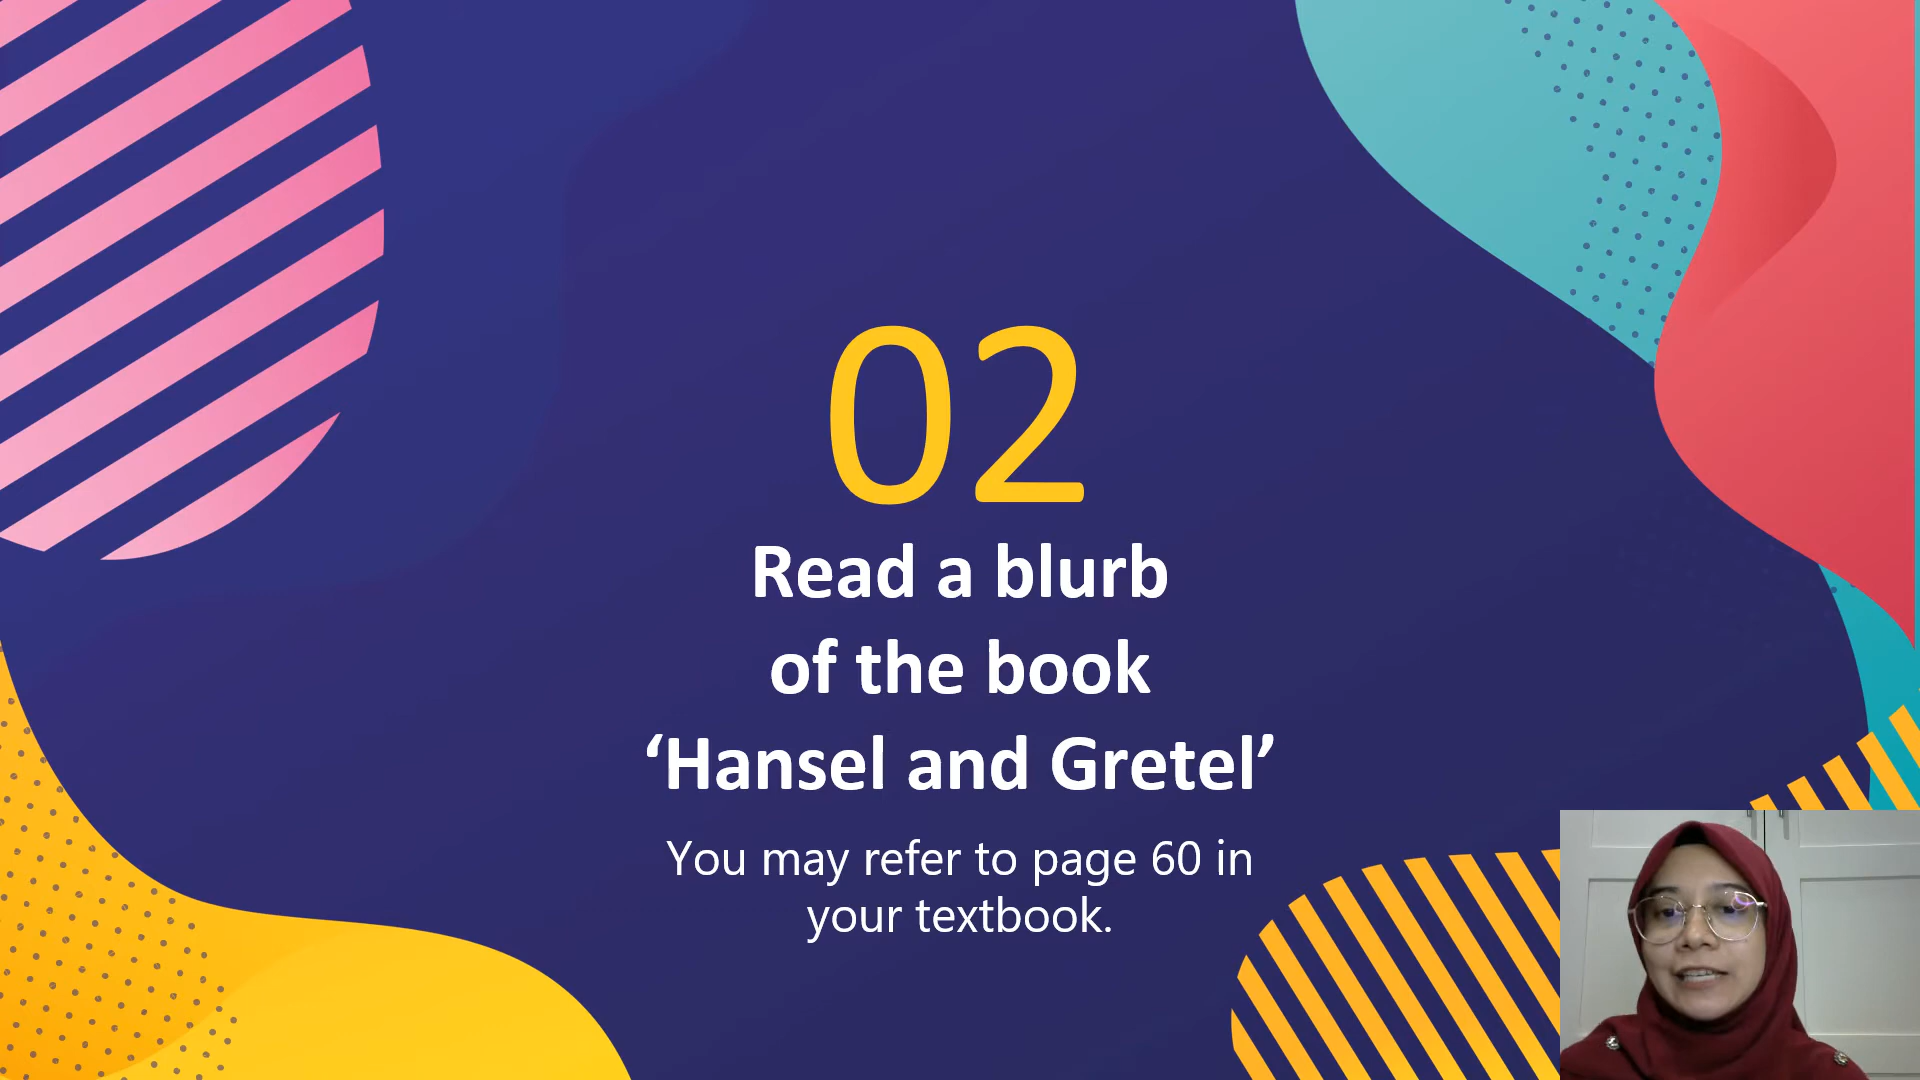 02
Read a blurb
of the book
‘Hansel and Gretel’
You may refer to page 60 in
your textbook.